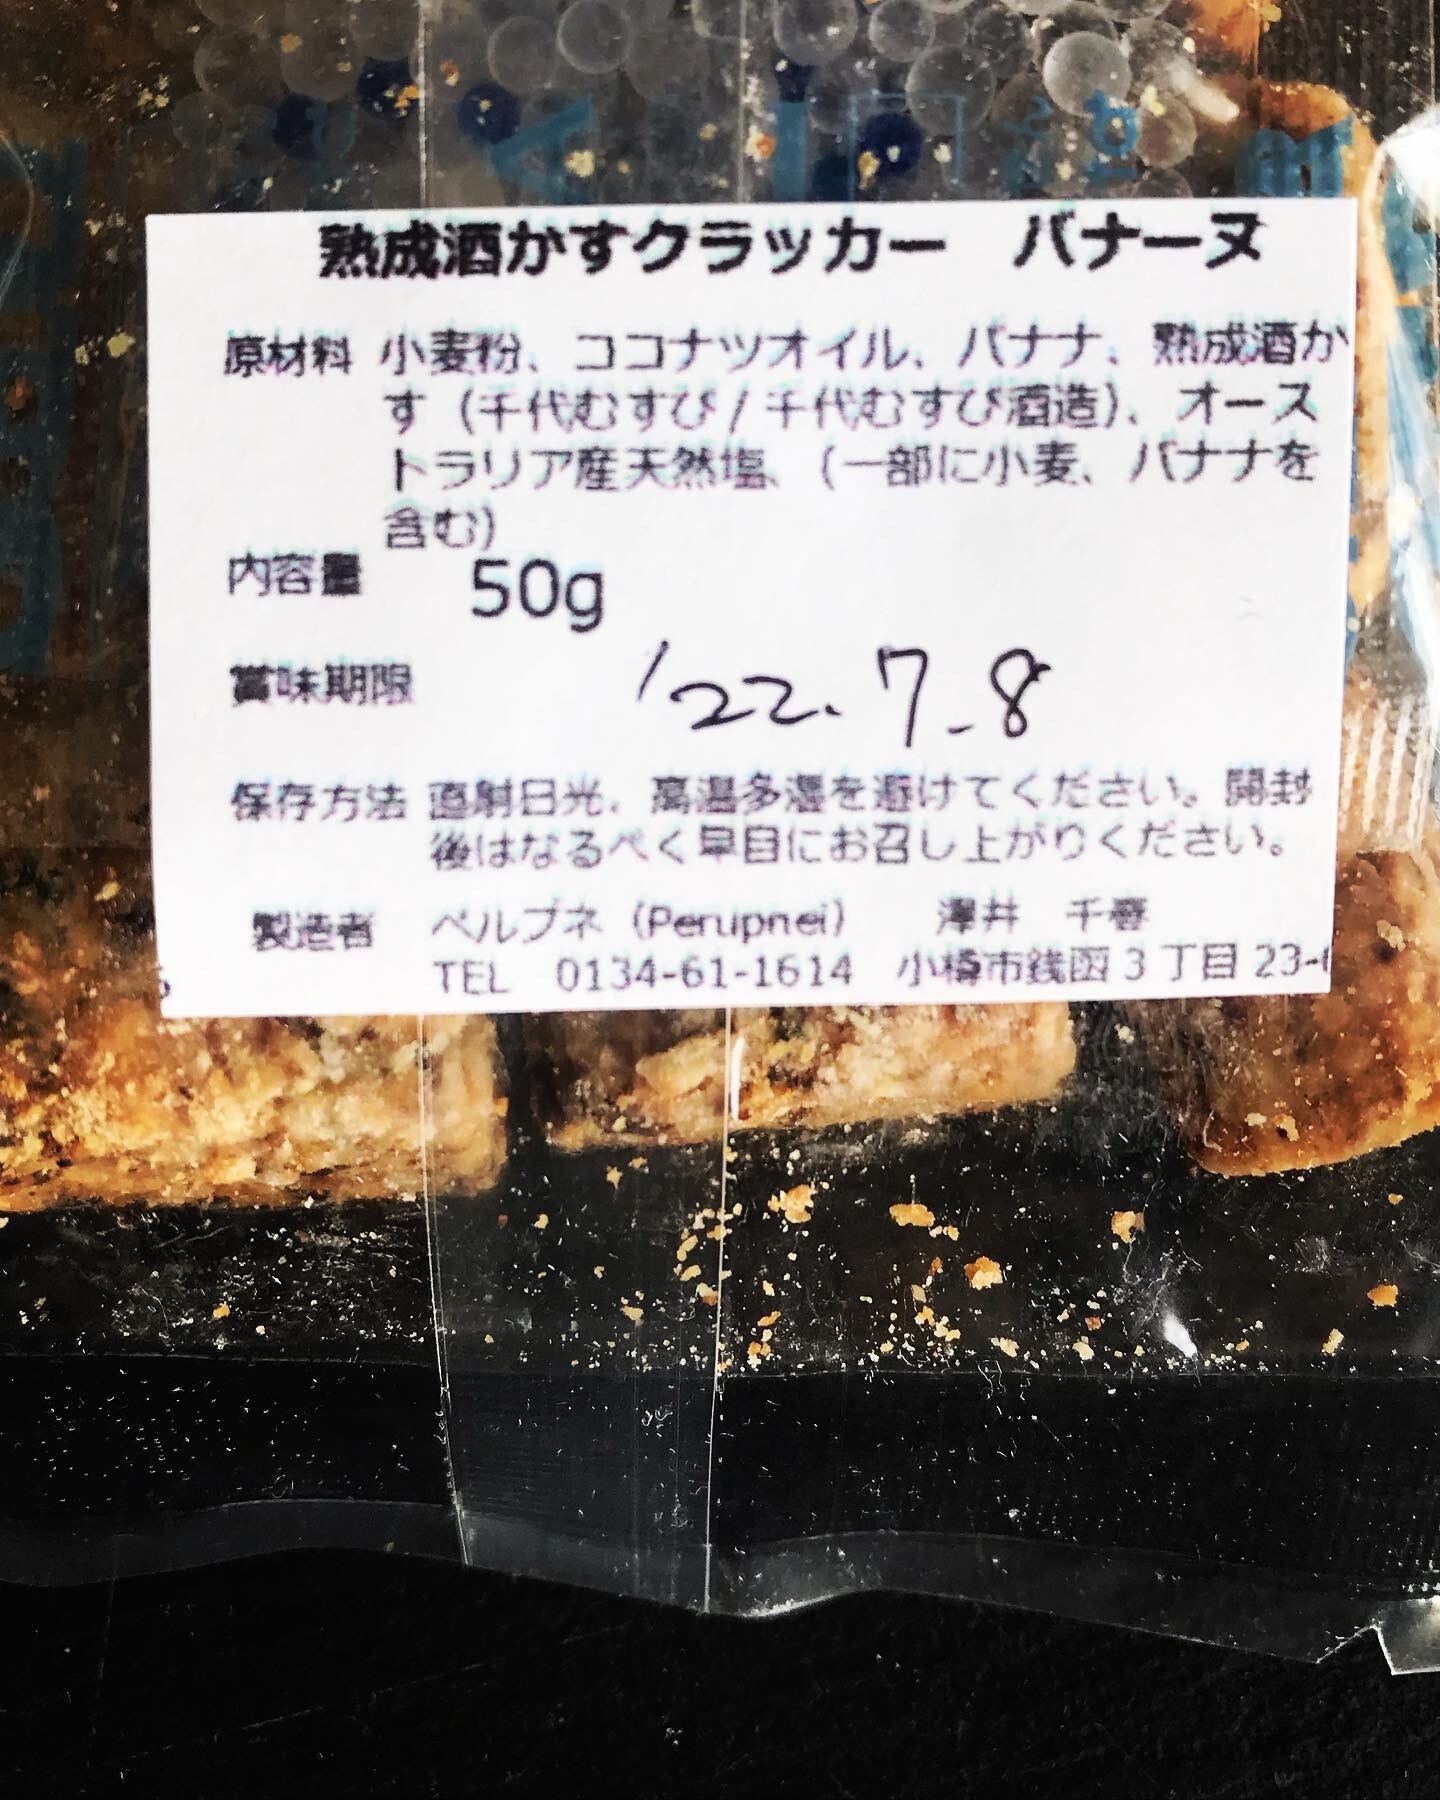 熟成酒かすクラッカー　バナーヌ
原材料 小麦粉、ココナツオイル、バナナ、熟成酒か
す（千代むすび/千代むすび酒造）、オース
トラリア産天然塩、（一部に小麦、バナナを
含む）
内容量 50g
賞味期限 '22.7.8
保存方法 直射日光、高温多湿を避けてください。開封
後はなるべく早目にお召し上がりください。
製造者 ペルプネ（Perupnei）　澤井　千春
TEL 0134-61-1614 小樽市銭函３丁目 23-